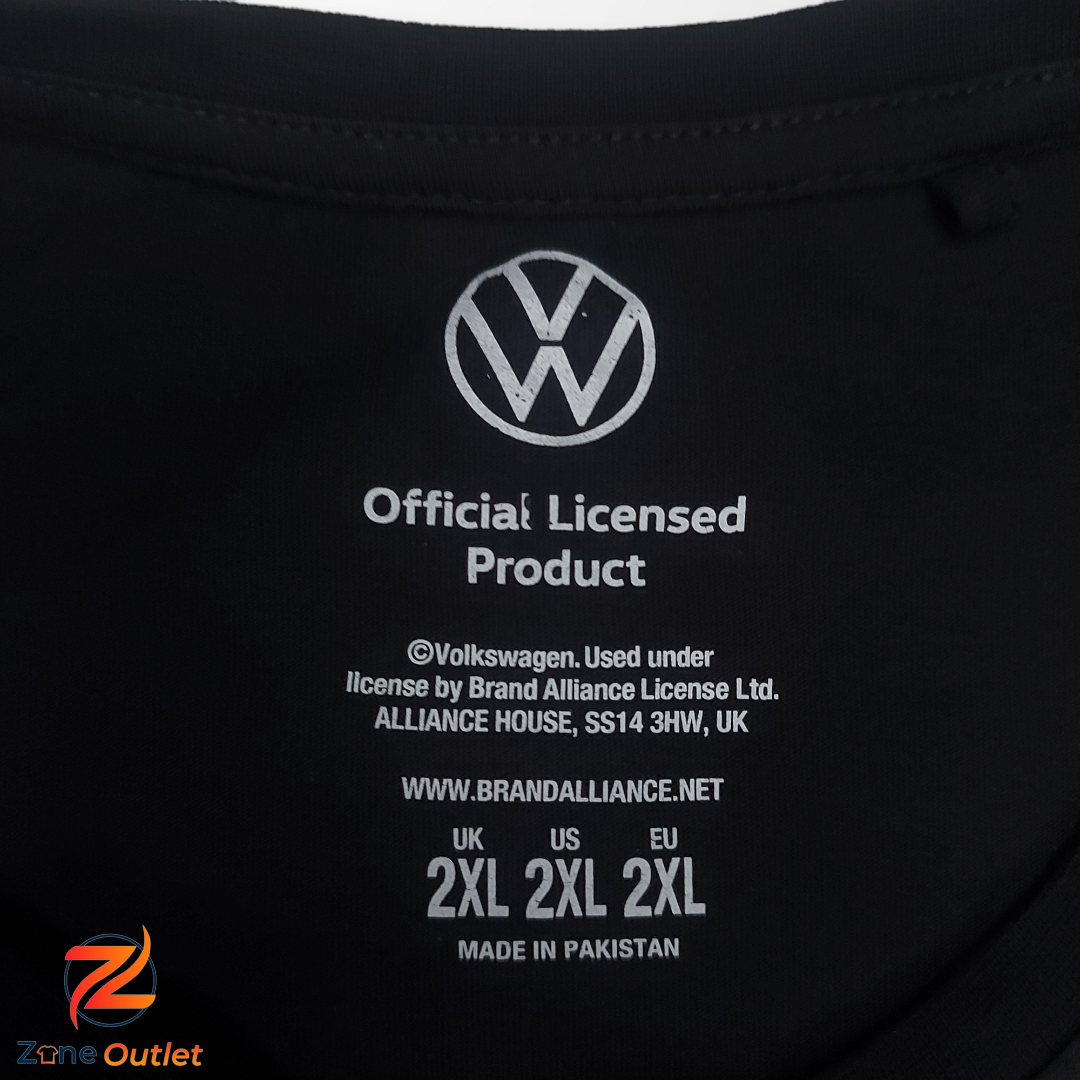 Official Licensed
Product
©Volkswagen. Used under
license by Brand Alliance License Ltd.
ALLIANCE HOUSE, SS14 3HW, UK
WWW.BRANDALLIANCE.NET
UK US EU
2XL 2XL 2XL
MADE IN PAKISTAN
Zone Outlet